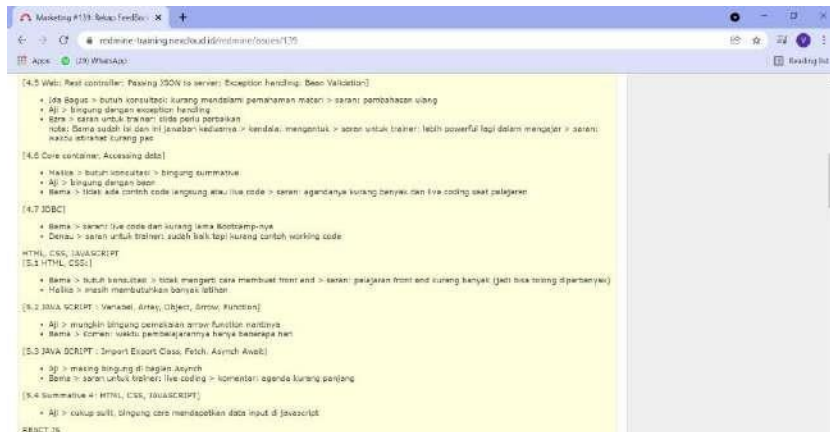 Marketing #139: Rekap FeedBac
redmine-training.nexcloud.id/redmine/issues/139
Apps
(29) WhatsApp
Reading list
[4.5 Web: Rest controller: Passing JSON to server; Exception handling: Bean Validation]
Ida Bagus > butuh konsultasi: kurang mendalami pemahaman materi > saran: pembahasan ulang
Aji > bingung dengan exception handling
Ezra > saran untuk trainer: slide perlu perbaikan
note: Bama sudah isi dan ini jawaban keduanya > kendala: mengantuk > saran untuk trainer: lebih powerful lagi dalam mengajar > saran:
waktu istirahat kurang pas
[4.6 Core container, Accessing data]
Malika > butuh konsultasi > bingung summative
Aji > bingung dengan bean
Bama > tidak ada contoh code langsung atau live code > saran: agendanya kurang banyak dan live coding saat pelajaran
[4.7 JDBC]
Bama > saran: live code dan kurang lama Bootcamp-nya
Danau > saran untuk trainer: sudah baik tapi kurang contoh working code
HTML, CSS, JAVASCRIPT
[5.1 HTML, CSS:]
Bama > butuh konsultasi > tidak mengerti cara membuat front end > saran: pelajaran front end kurang banyak (jadi bisa tolong diperbanyak)
Malika > masih membutuhkan banyak latihan
[5.2 JAVA SCRIPT : Variabel, Array, Object, Arrow, Function]
Aji > mungkin bingung pemakaian arrow function nantinya
Bama > Komen: waktu pembelajarannya hanya beberapa hari
[5.3 JAVA SCRIPT : Import Export Class, Fetch, Asynch Await]
Aji > masing bingung di bagian Asynch
Bama > saran untuk trainer: live coding > komentar: agenda kurang panjang
[5.4 Summative 4: HTML, CSS, JAVASCRIPT]
Aji > cukup sulit, bingung cara mendapatkan data input di javascript
REACT JS